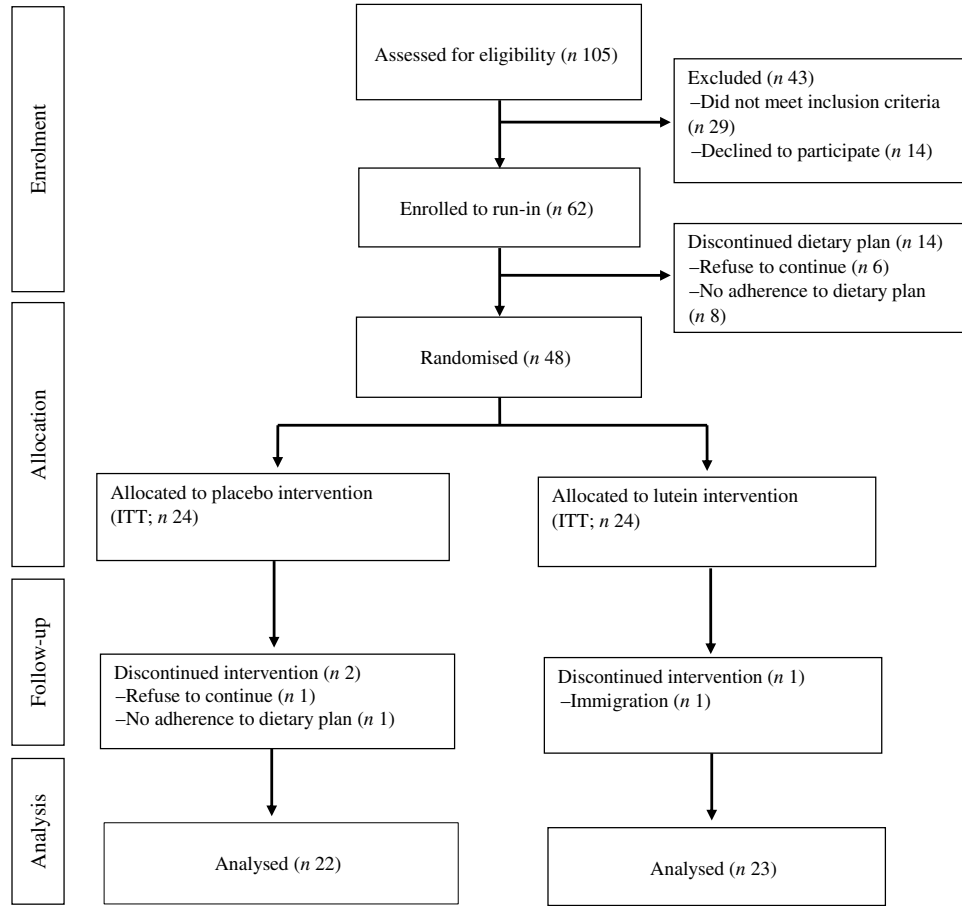 Enrolment
Assessed for eligibility (n 105)
Excluded (n 43)
–Did not meet inclusion criteria
(n 29)
–Declined to participate (n 14)
Enrolled to run-in (n 62)
Discontinued dietary plan (n 14)
–Refuse to continue (n 6)
–No adherence to dietary plan
(n 8)
Allocation
Randomised (n 48)
Allocated to placebo intervention
(ITT; n 24)
Allocated to lutein intervention
(ITT; n 24)
Follow-up
Discontinued intervention (n 2)
–Refuse to continue (n 1)
–No adherence to dietary plan (n 1)
Discontinued intervention (n 1)
–Immigration (n 1)
Analysis
Analysed (n 22)
Analysed (n 23)